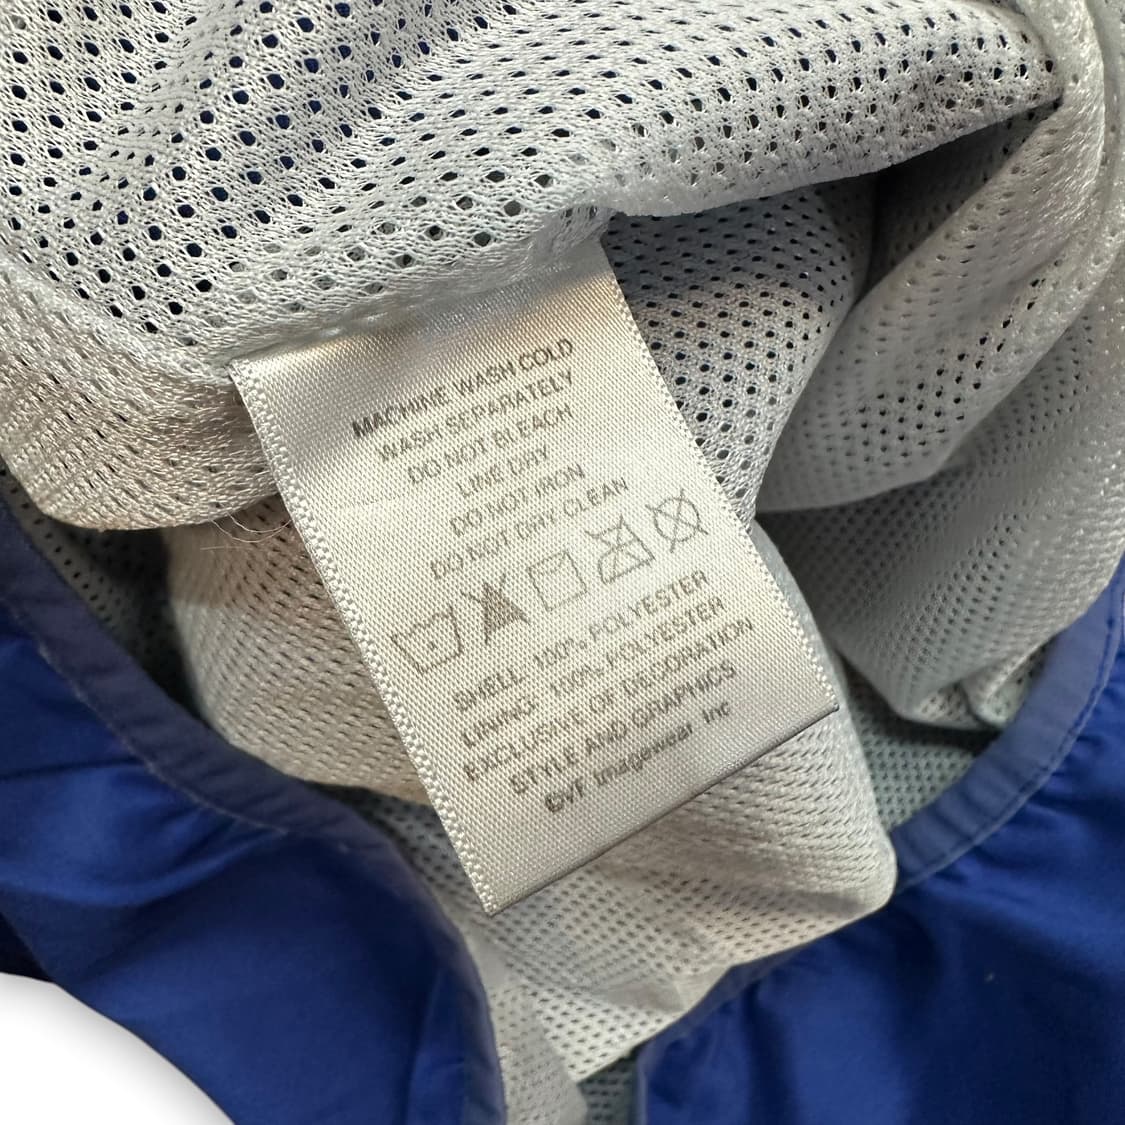 MACHINE WASH COLD
WASH SEPARATELY
DO NOT BLEACH
LINE DRY
DO NOT IRON
DO NOT DRY CLEAN
SHELL: 100% POLYESTER
LINING: 100% POLYESTER
EXCLUSIVE OF DECORATION
STYLE AND GRAPHICS
Imagewear Inc